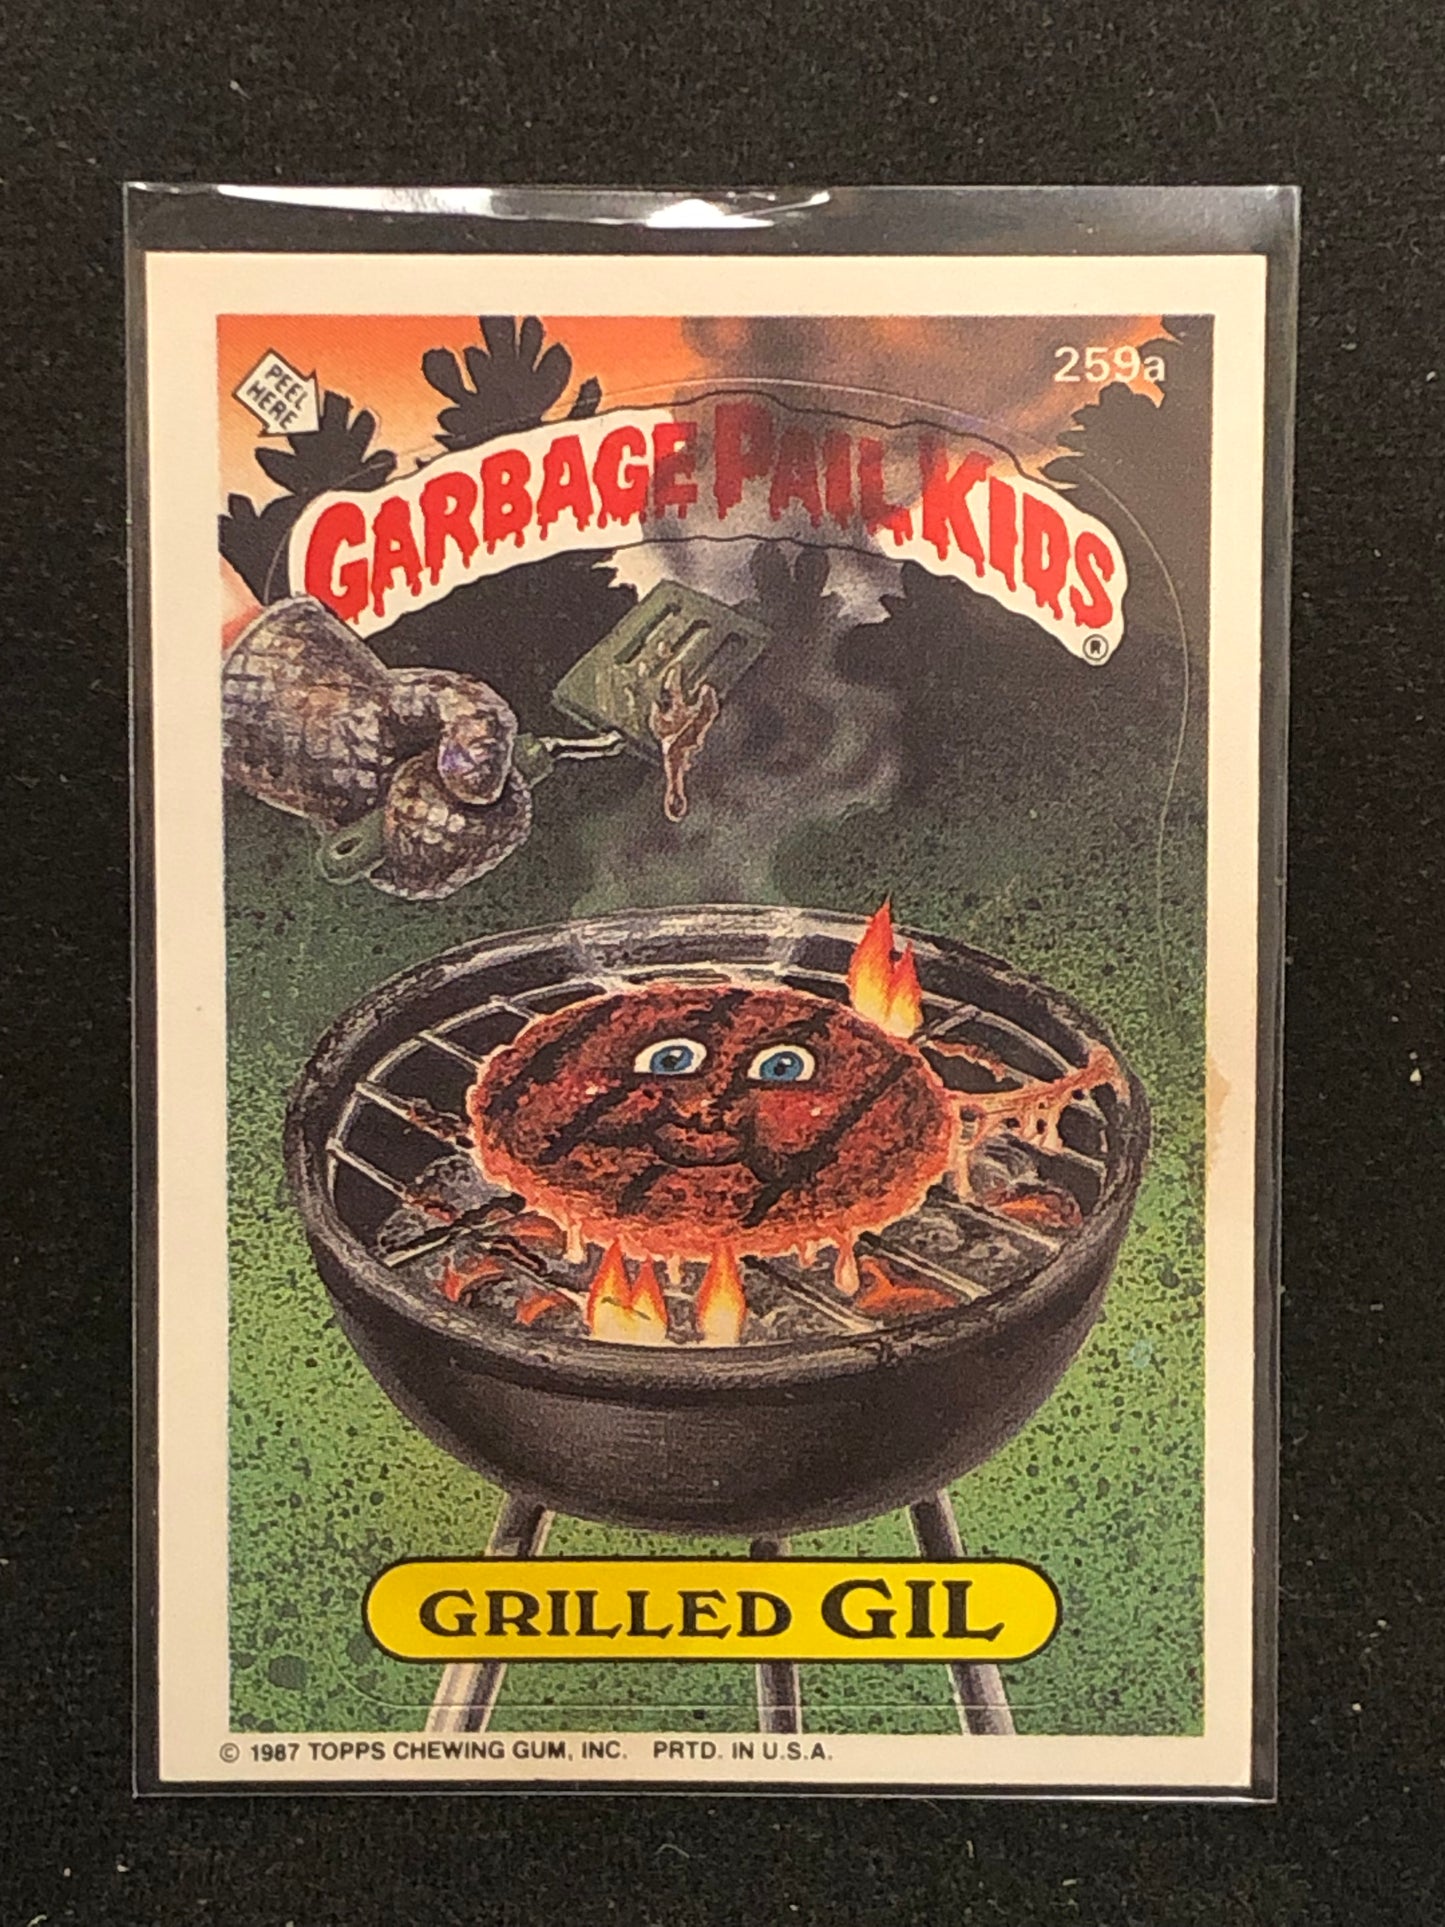 259a
PEEL
HERE
GARBAGE PAIL KIDS
®
GRILLED GIL
© 1987 TOPPS CHEWING GUM, INC. PRTD. IN U.S.A.